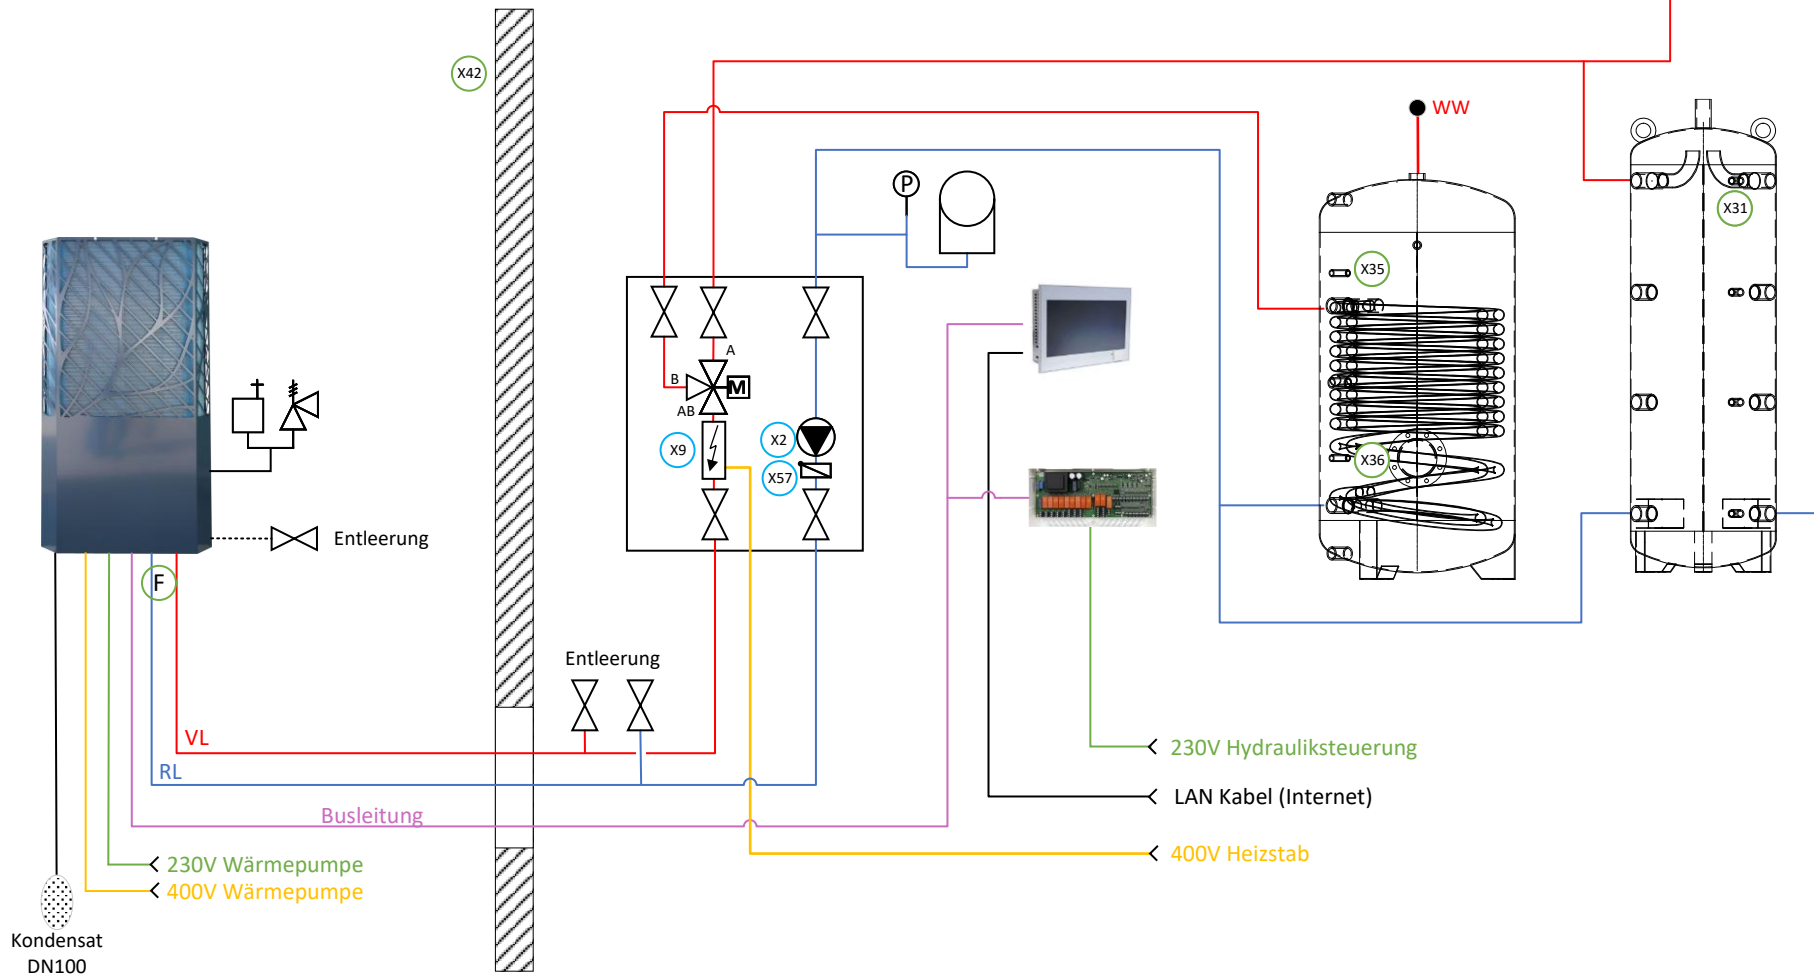 X42
WW
P
X31
X35
A
B
M
AB
X9
X2
X36
X57
Entleerung
F
Entleerung
VL
230V Hydrauliksteuerung
RL
LAN Kabel (Internet)
Busleitung
400V Heizstab
230V Wärmepumpe
400V Wärmepumpe
Kondensat
DN100